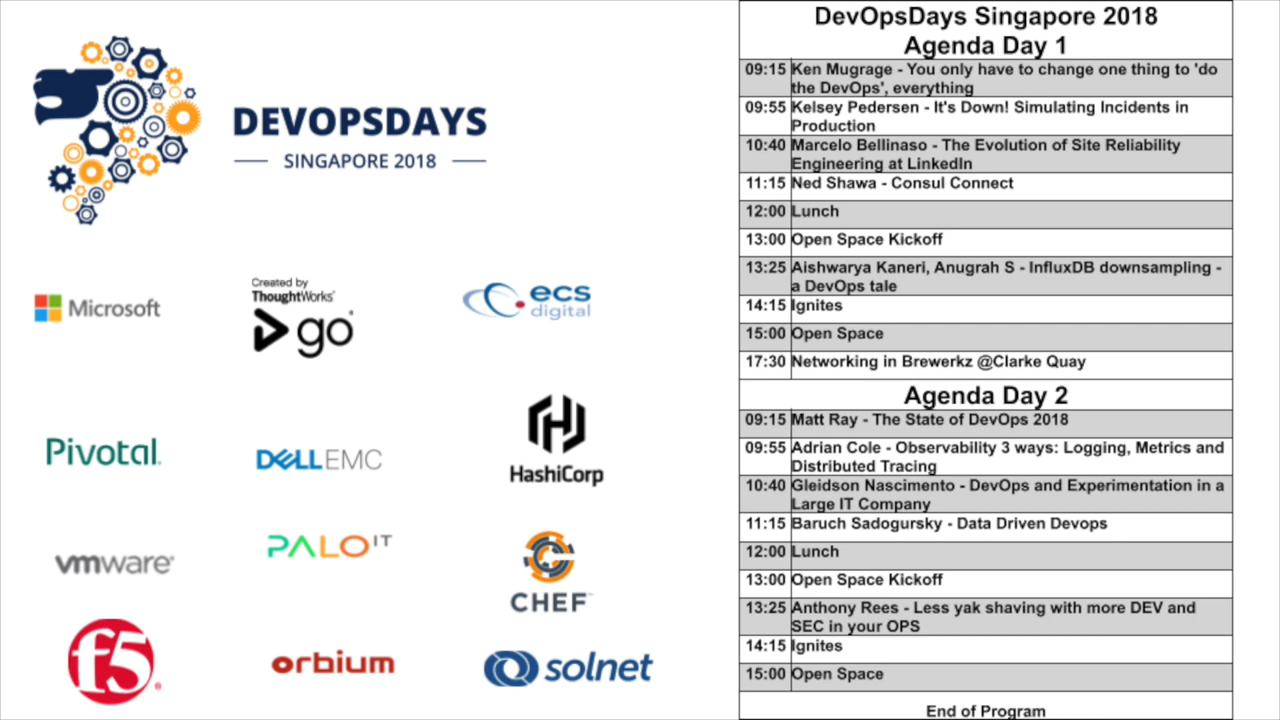 DEVOPSDAYS
SINGAPORE 2018
Microsoft
Created by
ThoughtWorks®
go
ecs
digital
Pivotal.
DELLEMC
HashiCorp
vmware®
PALO IT
CHEF™
f5®
orbium
solnet
DevOpsDays Singapore 2018
Agenda Day 1
09:15 Ken Mugrage - You only have to change one thing to 'do
the DevOps', everything
09:55 Kelsey Pedersen - It's Down! Simulating Incidents in
Production
10:40 Marcelo Bellinaso - The Evolution of Site Reliability
Engineering at LinkedIn
11:15 Ned Shawa - Consul Connect
12:00 Lunch
13:00 Open Space Kickoff
13:25 Aishwarya Kaneri, Anugrah S - InfluxDB downsampling -
a DevOps tale
14:15 Ignites
15:00 Open Space
17:30 Networking in Brewerkz @Clarke Quay
Agenda Day 2
09:15 Matt Ray - The State of DevOps 2018
09:55 Adrian Cole - Observability 3 ways: Logging, Metrics and
Distributed Tracing
10:40 Gleidson Nascimento - DevOps and Experimentation in a
Large IT Company
11:15 Baruch Sadogursky - Data Driven Devops
12:00 Lunch
13:00 Open Space Kickoff
13:25 Anthony Rees - Less yak shaving with more DEV and
SEC in your OPS
14:15 Ignites
15:00 Open Space
End of Program